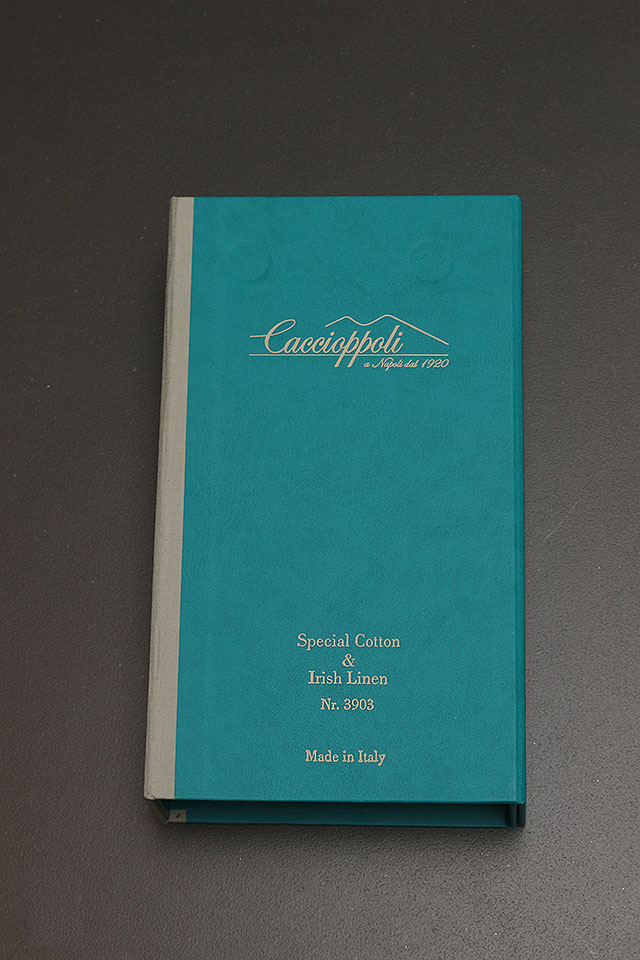 Caccioppoli
a Napoli dal 1920
Special Cotton
&
Irish Linen
Nr. 3903
Made in Italy